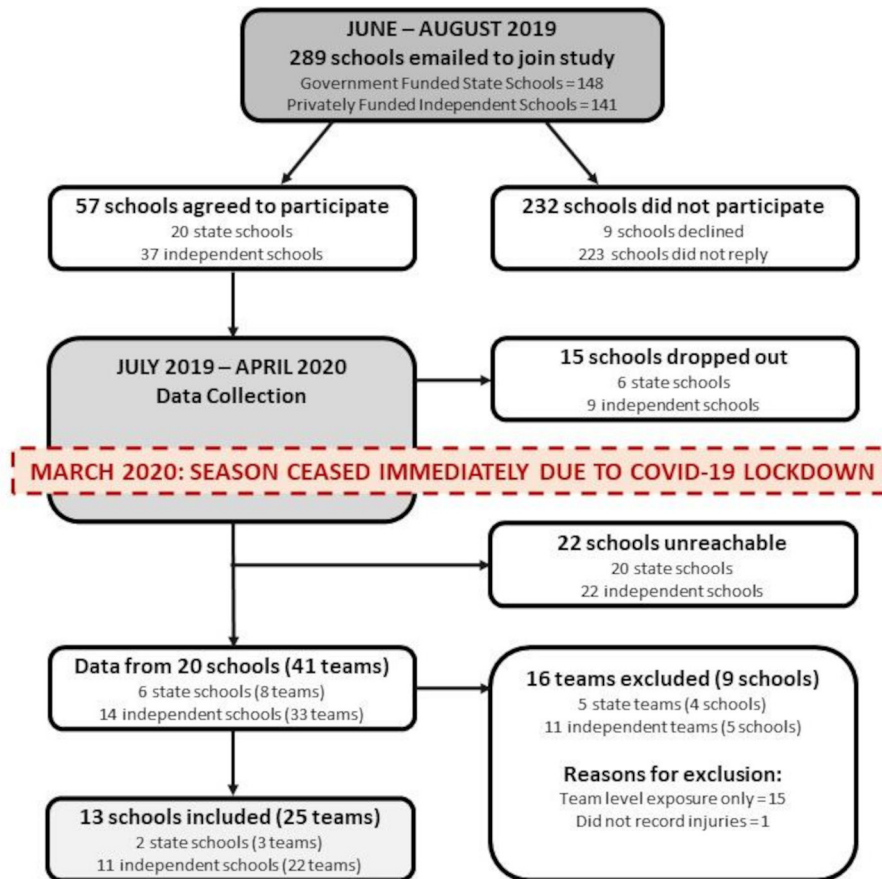 JUNE – AUGUST 2019
289 schools emailed to join study
Government Funded State Schools = 148
Privately Funded Independent Schools = 141
57 schools agreed to participate
20 state schools
37 independent schools
232 schools did not participate
9 schools declined
223 schools did not reply
JULY 2019 – APRIL 2020
Data Collection
15 schools dropped out
6 state schools
9 independent schools
MARCH 2020: SEASON CEASED IMMEDIATELY DUE TO COVID-19 LOCKDOWN
22 schools unreachable
20 state schools
22 independent schools
Data from 20 schools (41 teams)
6 state schools (8 teams)
14 independent schools (33 teams)
16 teams excluded (9 schools)
5 state teams (4 schools)
11 independent teams (5 schools)
Reasons for exclusion:
Team level exposure only = 15
Did not record injuries = 1
13 schools included (25 teams)
2 state schools (3 teams)
11 independent schools (22 teams)